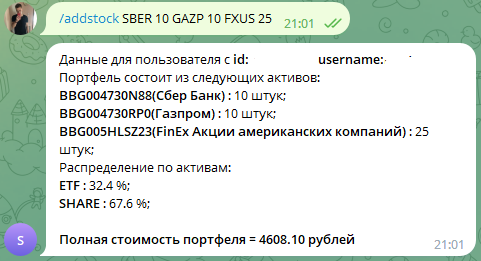 /addstock SBER 10 GAZP 10 FXUS 25
21:01
Данные для пользователя с id: username:
Портфель состоит из следующих активов:
BBG004730N88(Сбер Банк) : 10 штук;
BBG004730RP0(Газпром) : 10 штук;
BBG005HLSZ23(FinEx Акции американских компаний) : 25
штук;
Распределение по активам:
ETF : 32.4 %;
SHARE : 67.6 %;
Полная стоимость портфеля = 4608.10 рублей
S
21:01